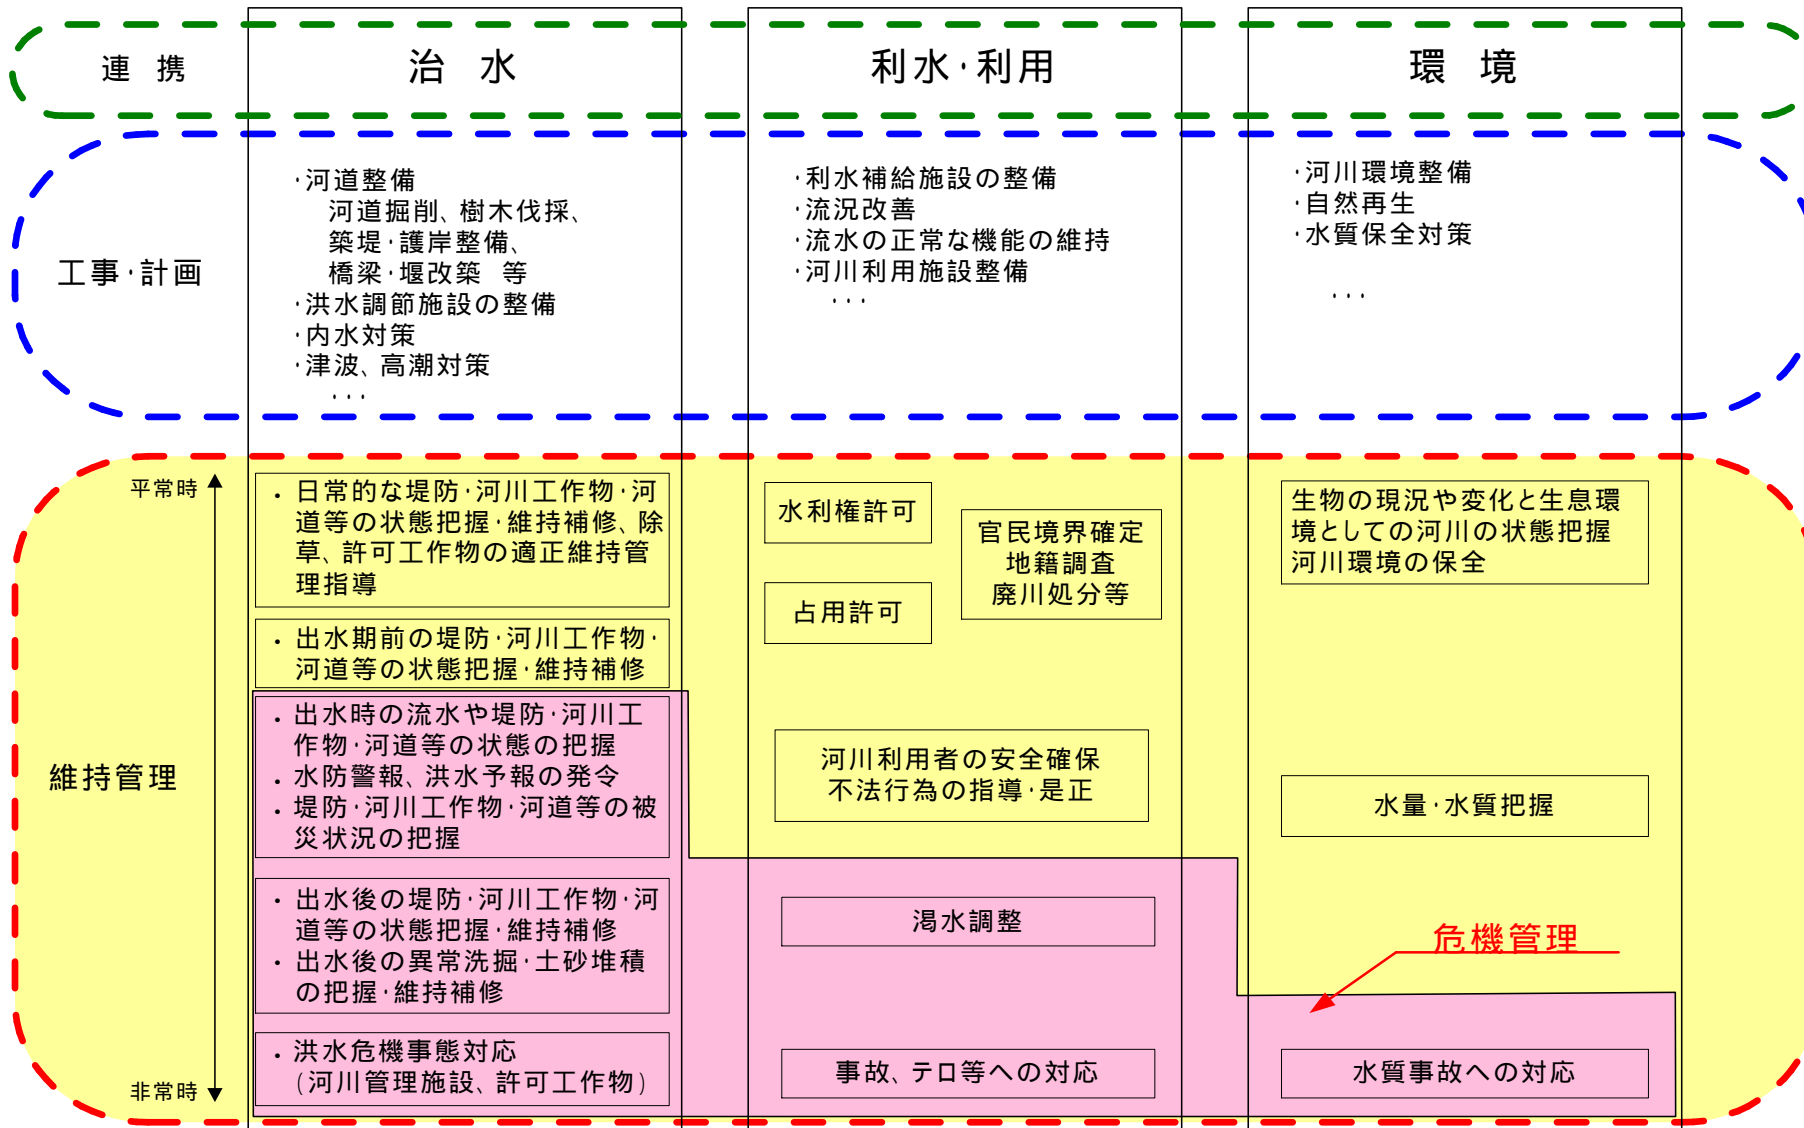 連 携
治 水
利水・利用
環 境
工事・計画
・河道整備
河道掘削、樹木伐採、
築堤・護岸整備、
橋梁・堰改築 等
・洪水調節施設の整備
・内水対策
・津波、高潮対策
・・・
・利水補給施設の整備
・流況改善
・流水の正常な機能の維持
・河川利用施設整備
・・・
・河川環境整備
・自然再生
・水質保全対策
・・・
維持管理
平常時
非常時
・日常的な堤防・河川工作物・河
道等の状態把握・維持補修、除
草、許可工作物の適正維持管
理指導
・出水期前の堤防・河川工作物・
河道等の状態把握・維持補修
・出水時の流水や堤防・河川工
作物・河道等の状態の把握
・水防警報、洪水予報の発令
・堤防・河川工作物・河道等の被
災状況の把握
・出水後の堤防・河川工作物・河
道等の状態把握・維持補修
・出水後の異常洗掘・土砂堆積
の把握・維持補修
・洪水危機事態対応
(河川管理施設、許可工作物)
水利権許可
占用許可
官民境界確定
地籍調査
廃川処分等
河川利用者の安全確保
不法行為の指導・是正
渇水調整
事故、テロ等への対応
生物の現況や変化と生息環
境としての河川の状態把握
河川環境の保全
水量・水質把握
危機管理
水質事故への対応